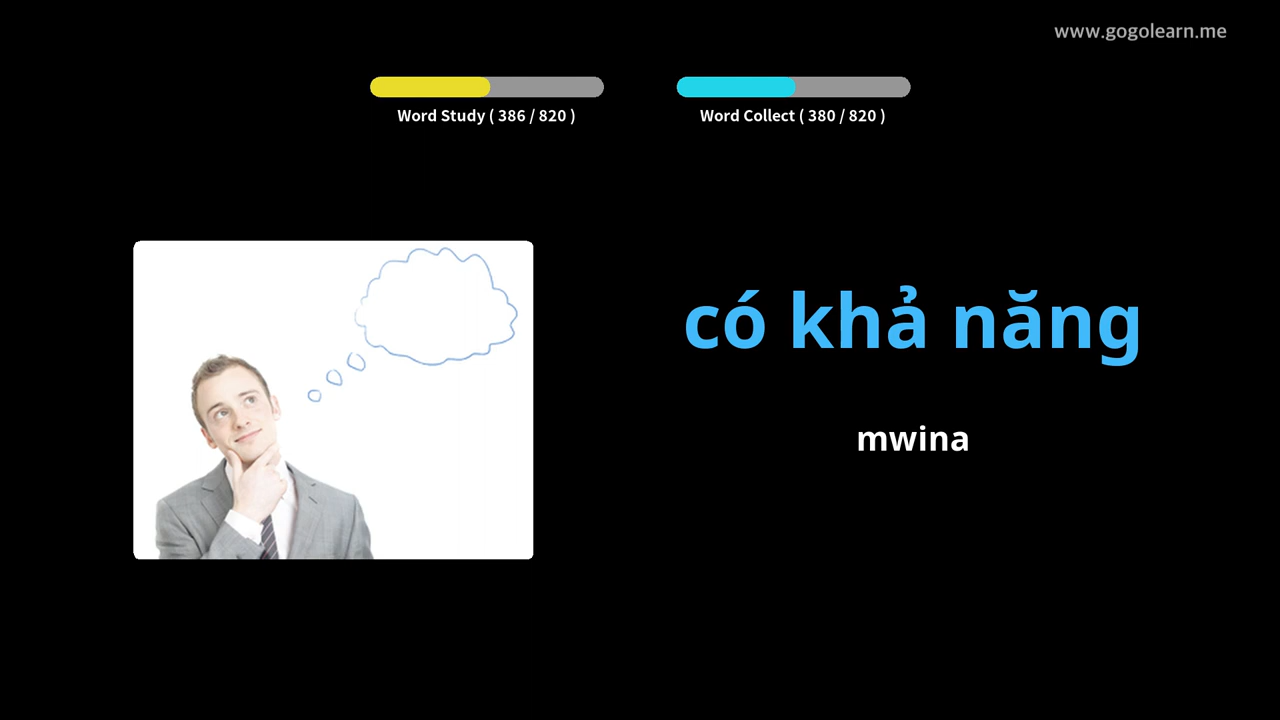 www.gogolearn.me
Word Study ( 386 / 820 )
Word Collect ( 380 / 820 )
có khả năng
mwina